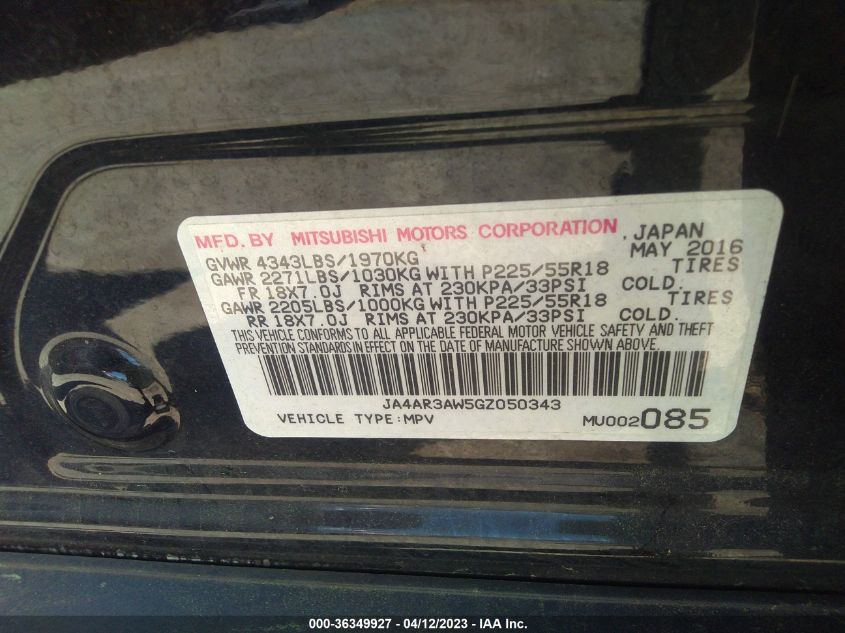 MFD. BY MITSUBISHI MOTORS CORPORATION, JAPAN
GVWR 4343LBS/1970KG MAY 2016
GAWR 2271LBS/1030KG WITH P225/55R18 TIRES
FR 18X7.0J RIMS AT 230KPA/33PSI COLD.
GAWR 2205LBS/1000KG WITH P225/55R18 TIRES
RR 18X7.0J RIMS AT 230KPA/33PSI COLD.
THIS VEHICLE CONFORMS TO ALL APPLICABLE FEDERAL MOTOR VEHICLE SAFETY AND THEFT
PREVENTION STANDARDS IN EFFECT ON THE DATE OF MANUFACTURE SHOWN ABOVE.
JA4AR3AW5GZ050343
VEHICLE TYPE:MPV MU002085
000-36349927 - 04/12/2023 - IAA Inc.